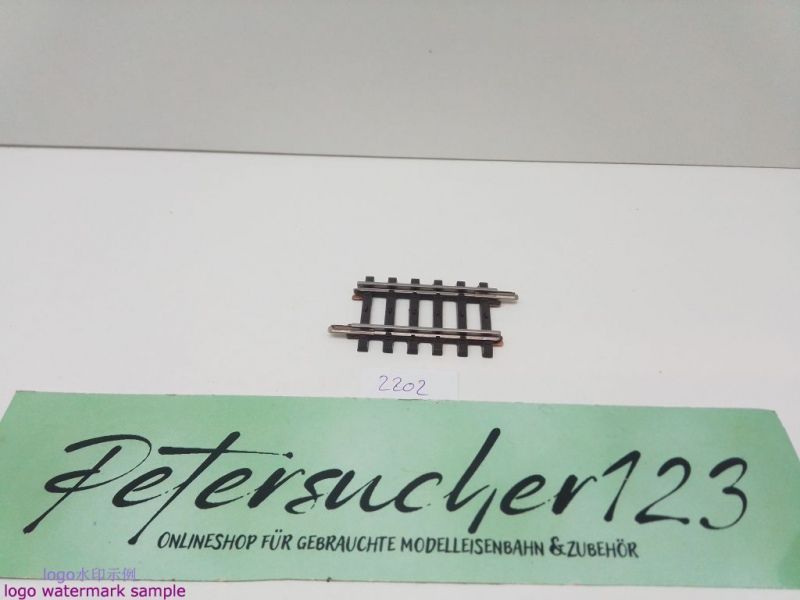 2202
Petersucher123
ONLINESHOP FÜR GEBRAUCHTE MODELLEISENBAHN & ZUBEHÖR
logo水印示例
logo watermark sample